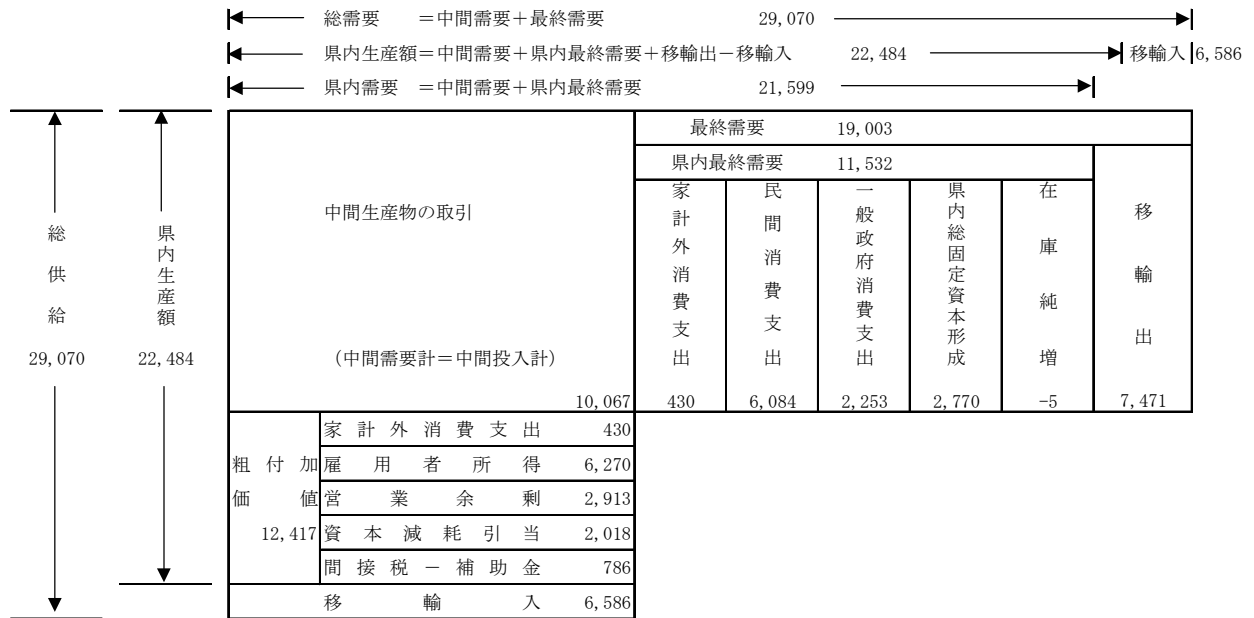 総需要 ＝中間需要＋最終需要 29,070
県内生産額＝中間需要＋県内最終需要＋移輸出－移輸入 22,484 移輸入 6,586
県内需要 ＝中間需要＋県内最終需要 21,599
総供給
29,070
県内生産額
22,484
中間生産物の取引
（中間需要計＝中間投入計）
10,067
最終需要 19,003
県内最終需要 11,532
家計外消費支出
430
民間消費支出
6,084
一般政府消費支出
2,253
県内総固定資本形成
2,770
在庫純増
-5
移輸出
7,471
粗付加価値
12,417
家計外消費支出 430
雇用者所得 6,270
営業余剰 2,913
資本減耗引当 2,018
間接税－補助金 786
移輸入 6,586